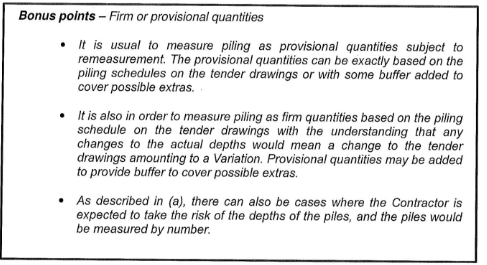 Bonus points – Firm or provisional quantities
• It is usual to measure piling as provisional quantities subject to
remeasurement. The provisional quantities can be exactly based on the
piling schedules on the tender drawings or with some buffer added to
cover possible extras.
• It is also in order to measure piling as firm quantities based on the piling
schedule on the tender drawings with the understanding that any
changes to the actual depths would mean a change to the tender
drawings amounting to a Variation. Provisional quantities may be added
to provide buffer to cover possible extras.
• As described in (a), there can also be cases where the Contractor is
expected to take the risk of the depths of the piles, and the piles would
be measured by number.